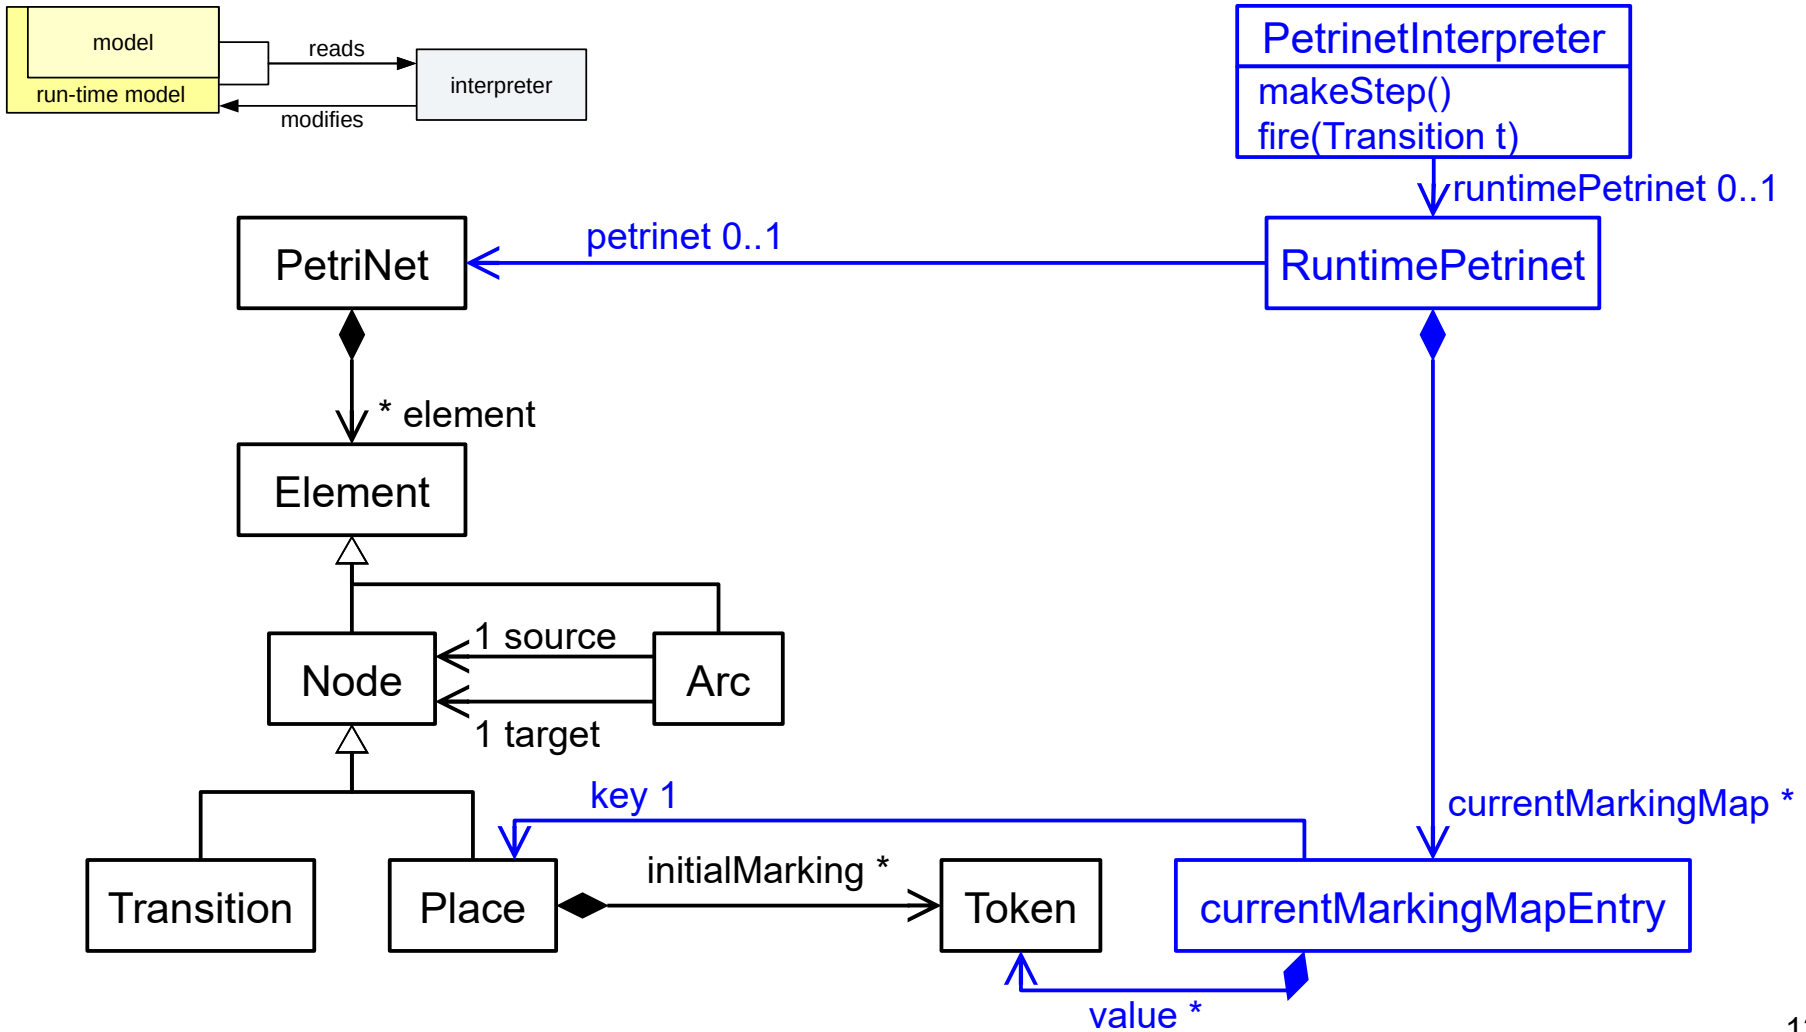 model
reads
run-time model
interpreter
modifies
PetrinetInterpreter
makeStep()
fire(Transition t)
runtimePetrinet 0..1
petrinet 0..1
PetriNet
RuntimePetrinet
* element
Element
1 source
Node
Arc
1 target
key 1
currentMarkingMap *
initialMarking *
Transition
Place
Token
currentMarkingMapEntry
value *